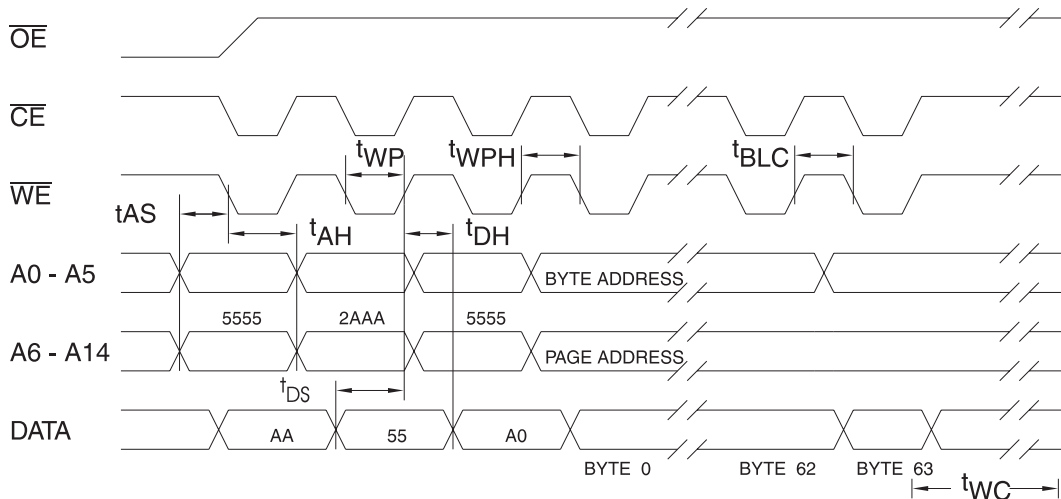 OE
CE
tWP tWPH tBLC
WE
tAS
tAH tDH
A0 - A5 BYTE ADDRESS
5555 2AAA 5555
A6 - A14 PAGE ADDRESS
tDS
DATA AA 55 A0
BYTE 0 BYTE 62 BYTE 63
tWC